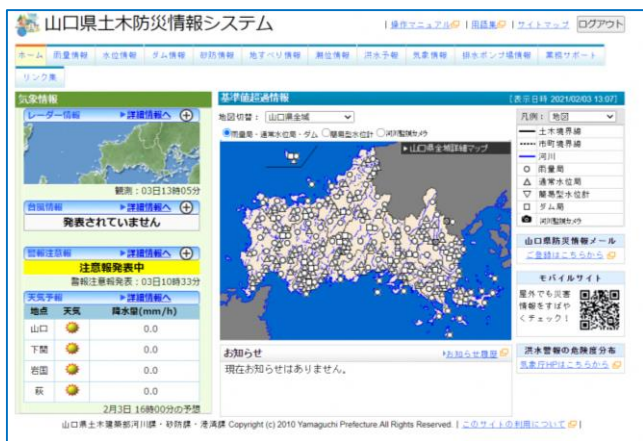 山口県土木防災情報システム
操作マニュアル
用語集
サイトマップ
ログアウト
ホーム 雨量情報 水位情報 ダム情報 砂防情報 地すべり情報 潮位情報 洪水予報 気象情報 排水ポンプ場情報 業務サポート
リンク集
気象情報
レーダー情報 ▶詳細情報へ
観測:03日13時05分
台風情報 ▶詳細情報へ
発表されていません
警報注意報 ▶詳細情報へ
注意報発表中
警報注意報発表:03日10時33分
天気予報 ▶詳細情報へ
地点 天気 降水量(mm/h)
山口 0.0
下関 0.0
岩国 0.0
萩 0.0
2月3日 16時00分の予想
基準値超過情報 [表示日時 2021/02/03 13:07]
地図切替: 山口県全域
雨量局・通常水位局・ダム 簡易型水位計 河川監視カメラ
▶山口県全域詳細マップ
お知らせ お知らせ履歴
現在お知らせはありません。
凡例: 地図
土木境界線
市町境界線
河川
雨量局
通常水位局
簡易型水位計
ダム局
河川監視カメラ
山口県防災情報メール
ご登録はこちらから
モバイルサイト
屋外でも災害
情報をすばや
くチェック!
洪水警報の危険度分布
気象庁HPはこちらから
山口県土木建築部河川課・砂防課・港湾課 Copyright (c) 2010 Yamaguchi Prefecture.All Rights Reserved. | このサイトの利用について |